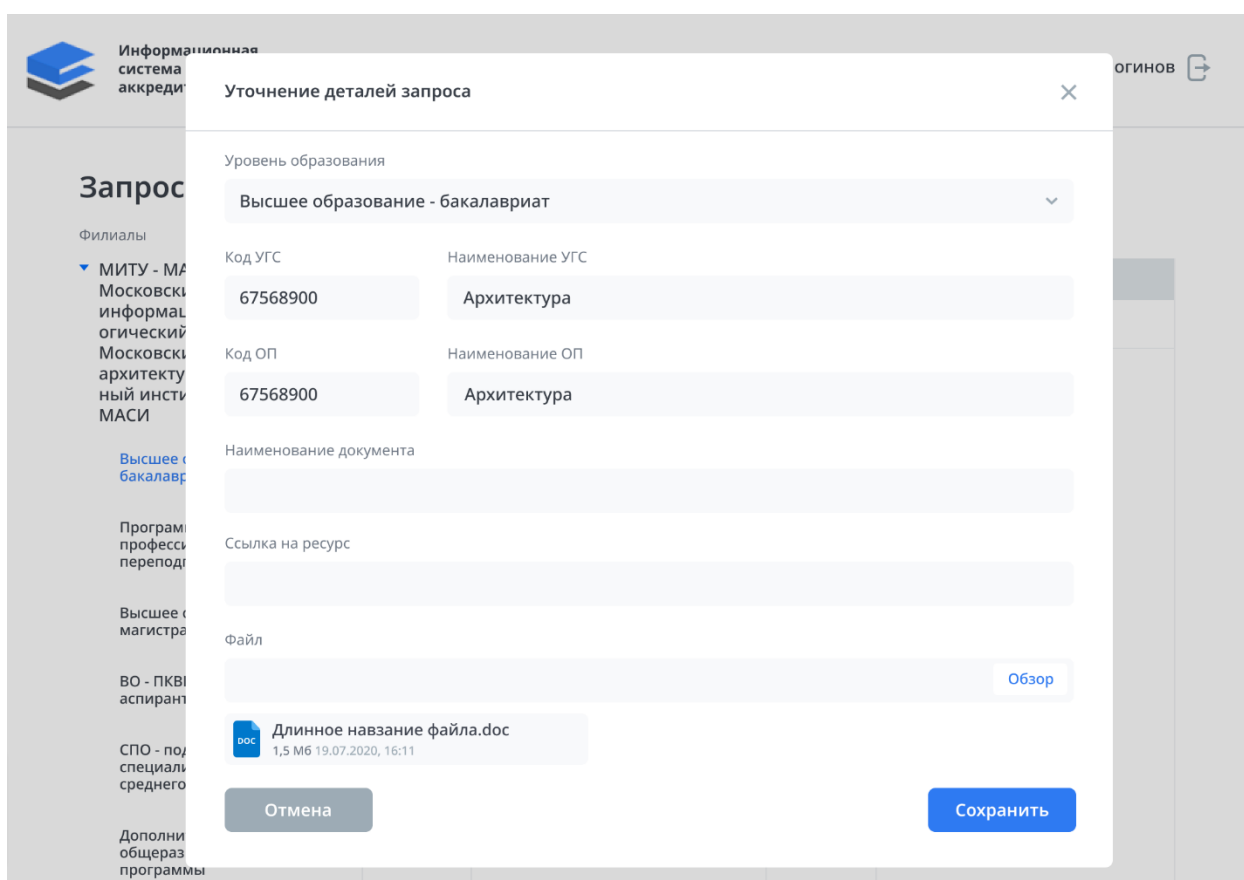 Информационная
система
аккреди
огинов
Уточнение деталей запроса
Уровень образования
Высшее образование - бакалавриат
Код УГС
Наименование УГС
67568900
Архитектура
Код ОП
Наименование ОП
67568900
Архитектура
Наименование документа
Ссылка на ресурс
Файл
Обзор
DOC
Длинное навзание файла.doc
1,5 Мб 19.07.2020, 16:11
Отмена
Сохранить
Запрос
Филиалы
МИТУ - МА
Московски
информац
огический
Московски
архитекту
ный инсти
МАСИ
Высшее о
бакалавр
Програм
професси
переподг
Высшее о
магистра
ВО - ПКВ
аспирант
СПО - под
специали
среднего
Дополни
общераз
программы